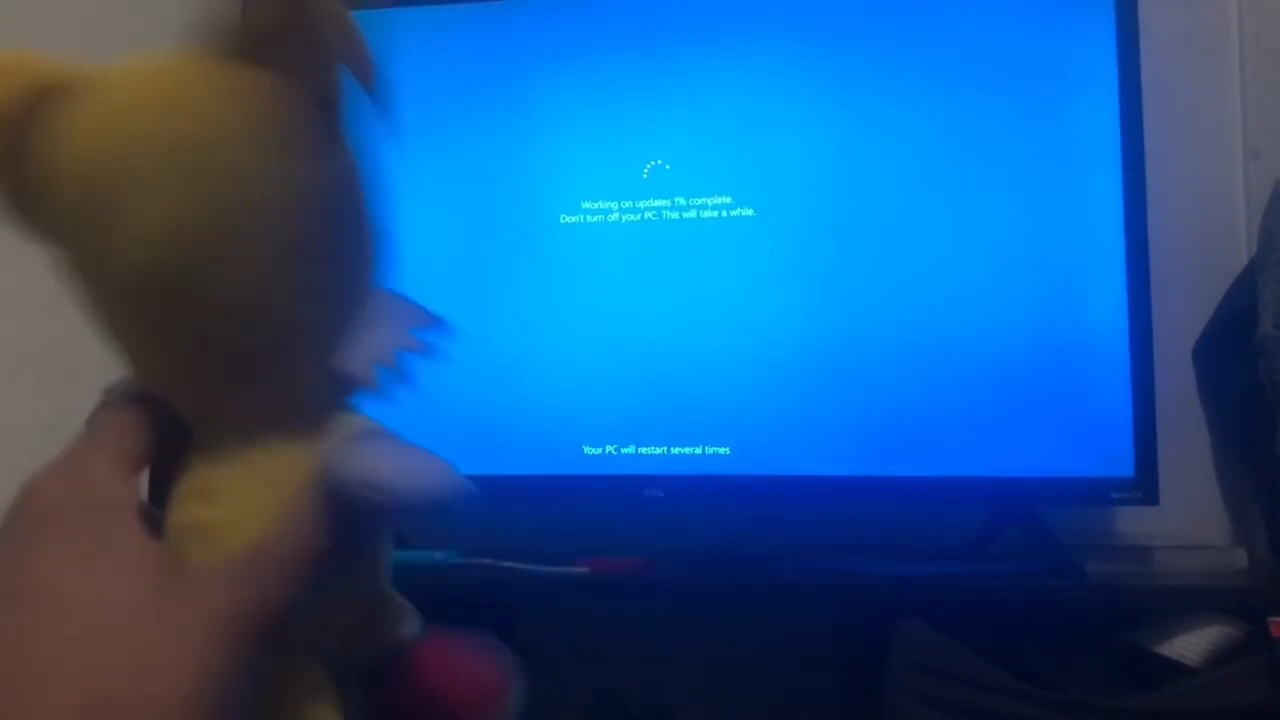 Working on updates 1% complete.
Don't turn off your PC. This will take a while.
Your PC will restart several times